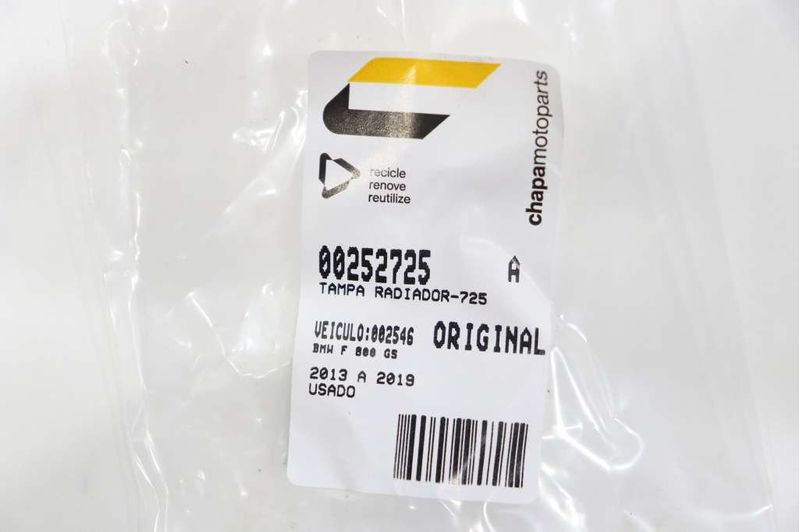 chapamotoparts
recicle
renove
reutilize
00252725 A
TAMPA RADIADOR-725
VEICULO:002546 ORIGINAL
BMW F 800 GS
2013 A 2019
USADO